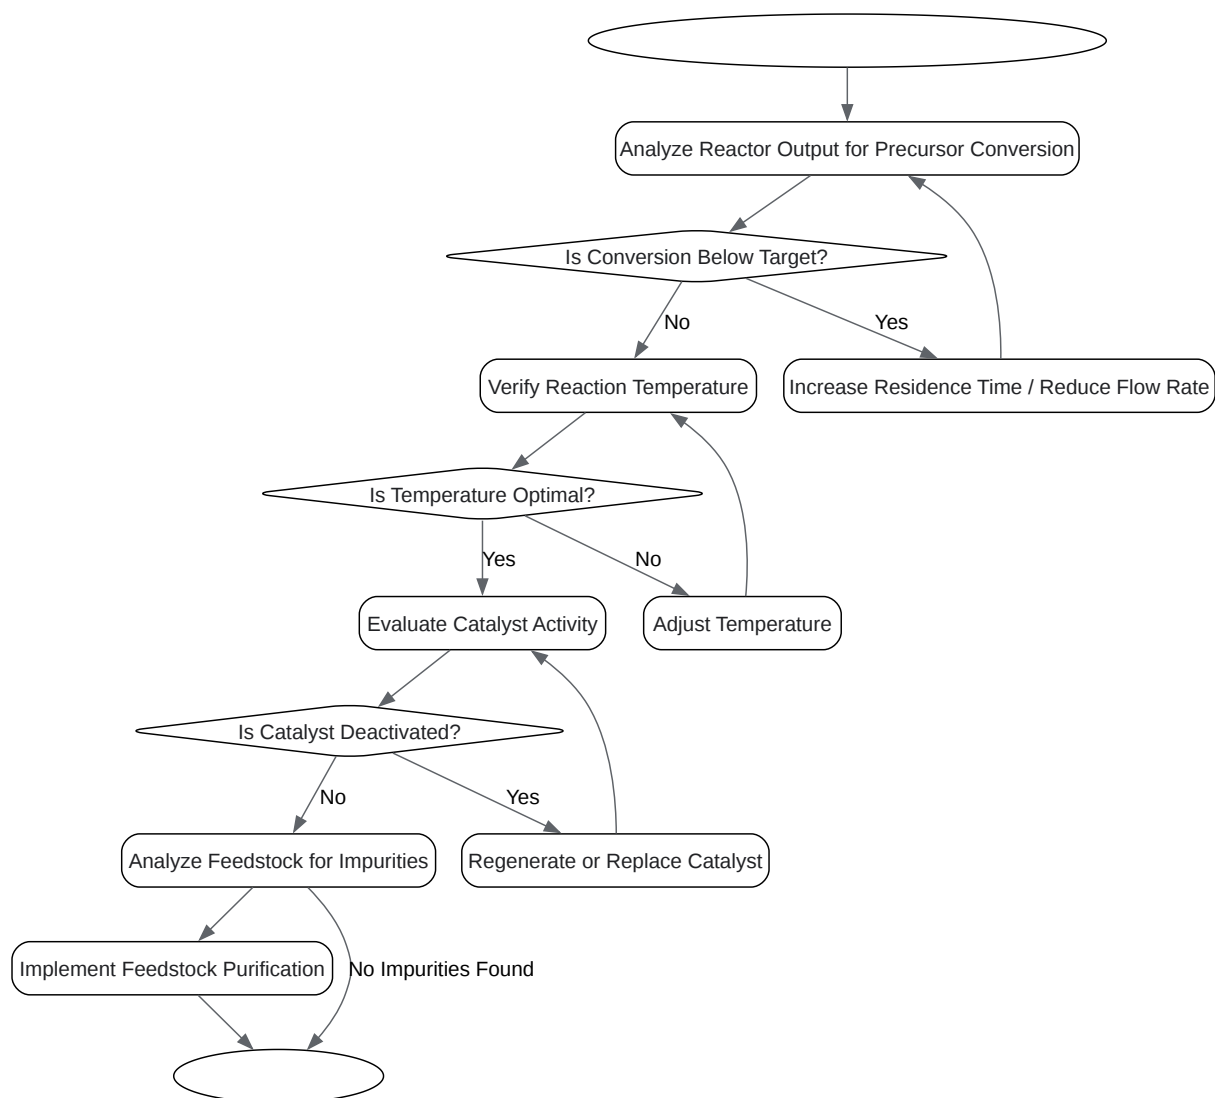 Analyze Reactor Output for Precursor Conversion
Is Conversion Below Target?
No
Yes
Verify Reaction Temperature
Increase Residence Time / Reduce Flow Rate
Is Temperature Optimal?
Yes
No
Evaluate Catalyst Activity
Adjust Temperature
Is Catalyst Deactivated?
No
Yes
Analyze Feedstock for Impurities
Regenerate or Replace Catalyst
Implement Feedstock Purification
No Impurities Found